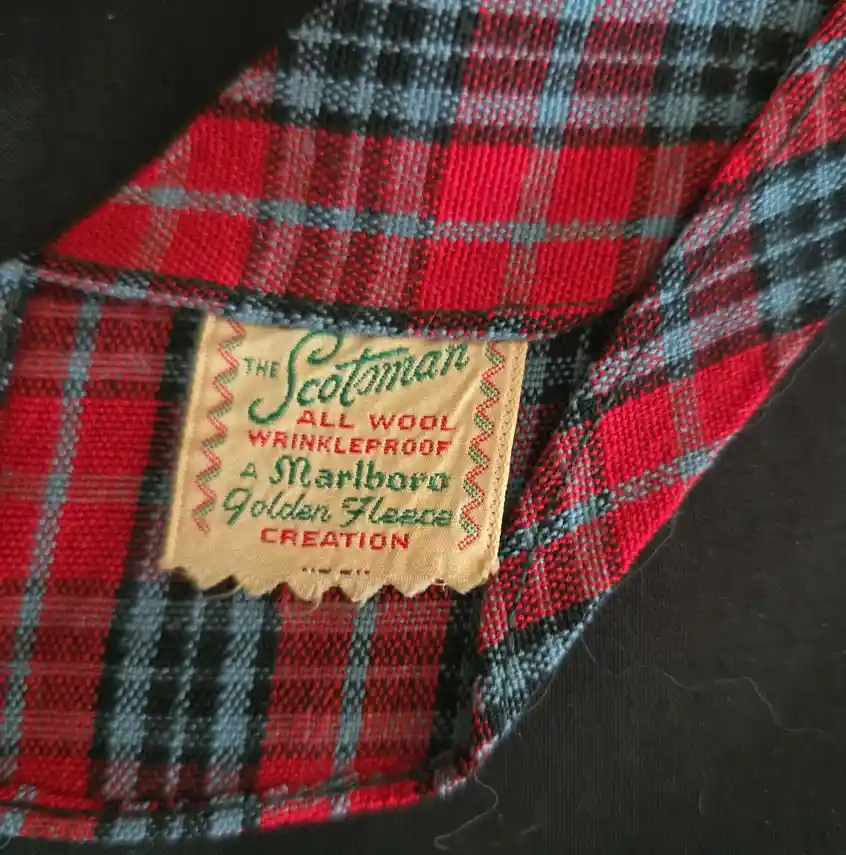 THE Scotsman
ALL WOOL
WRINKLEPROOF
A Marlboro
Golden Fleece
CREATION